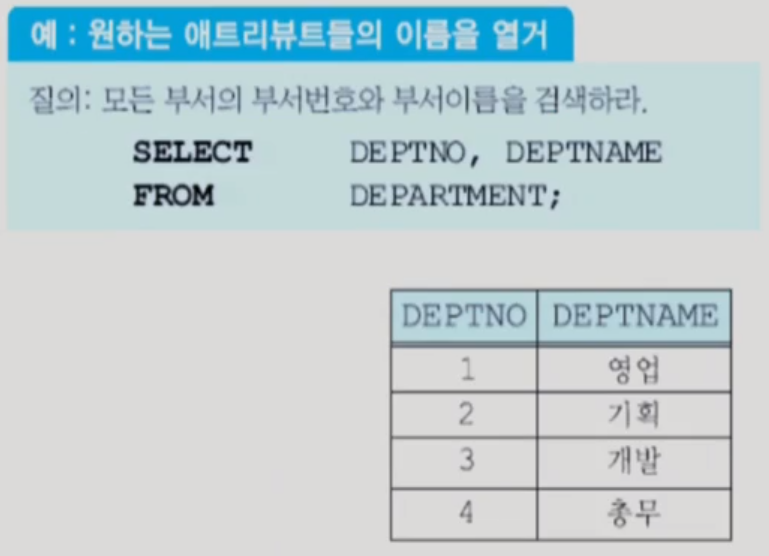 예 : 원하는 애트리뷰트들의 이름을 열거
질의: 모든 부서의 부서번호와 부서이름을 검색하라.
SELECT DEPTNO, DEPTNAME
FROM DEPARTMENT;
DEPTNO DEPTNAME
1 영업
2 기획
3 개발
4 총무